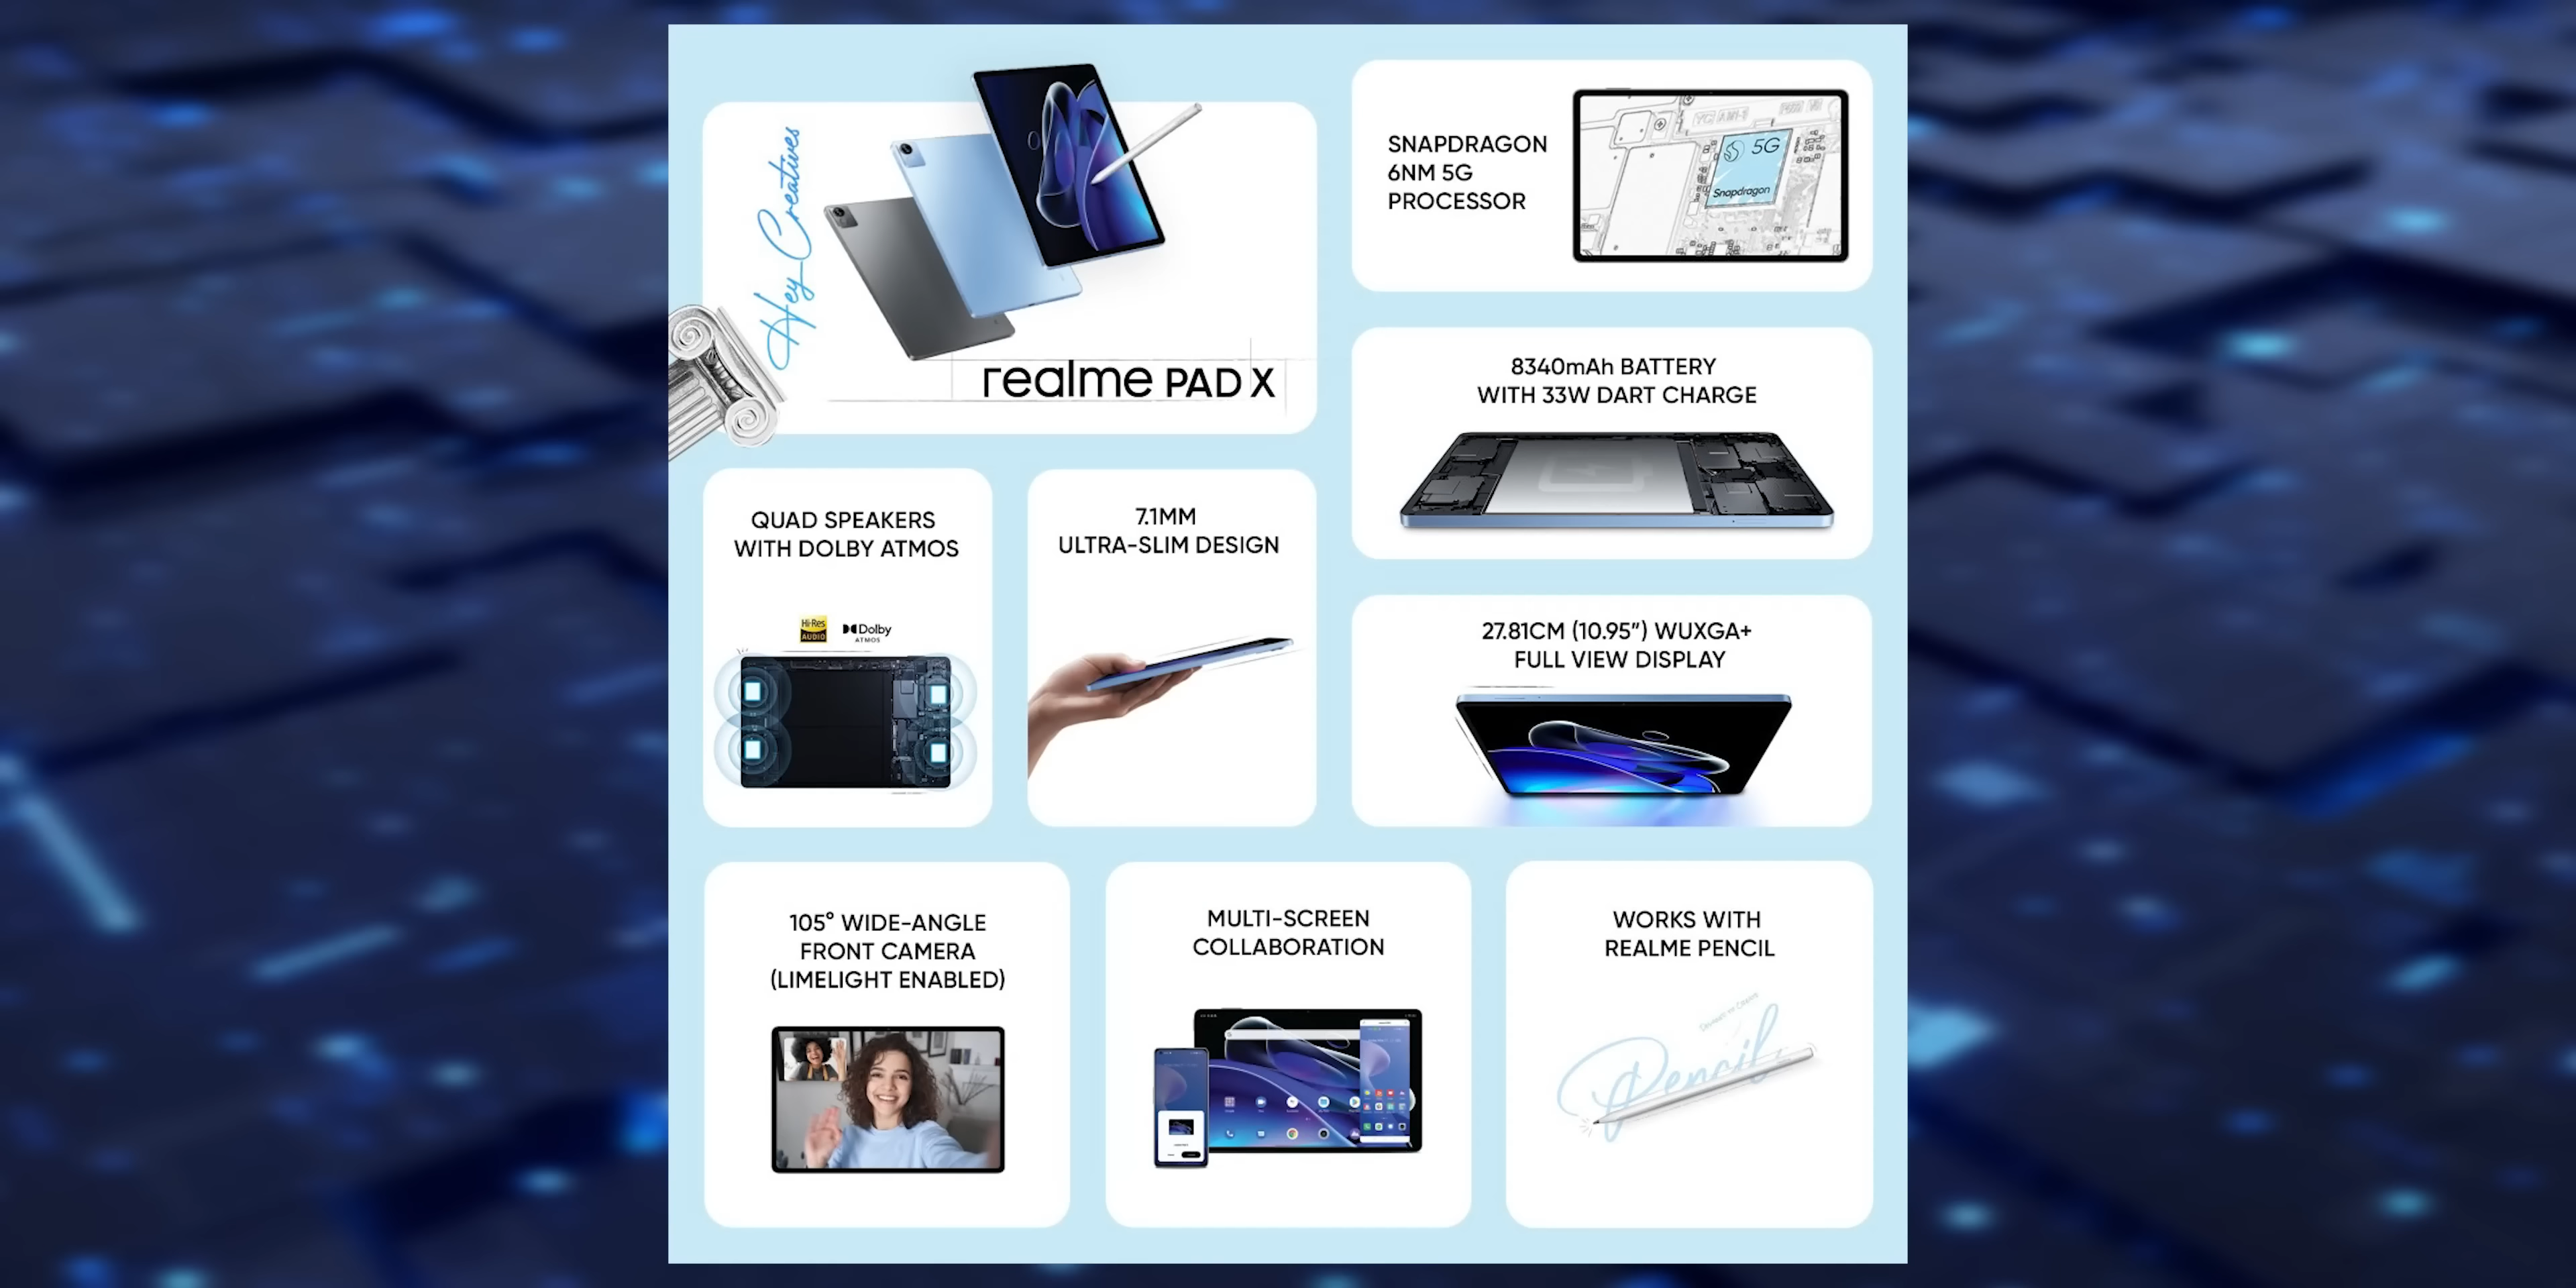 Hey Creatives
realme PAD X
SNAPDRAGON
6NM 5G
PROCESSOR
5G
Snapdragon
8340mAh BATTERY
WITH 33W DART CHARGE
QUAD SPEAKERS
WITH DOLBY ATMOS
Hi-Res
AUDIO
Dolby
ATMOS
7.1MM
ULTRA-SLIM DESIGN
27.81CM (10.95”) WUXGA+
FULL VIEW DISPLAY
105° WIDE-ANGLE
FRONT CAMERA
(LIMELIGHT ENABLED)
MULTI-SCREEN
COLLABORATION
WORKS WITH
REALME PENCIL
Pencil